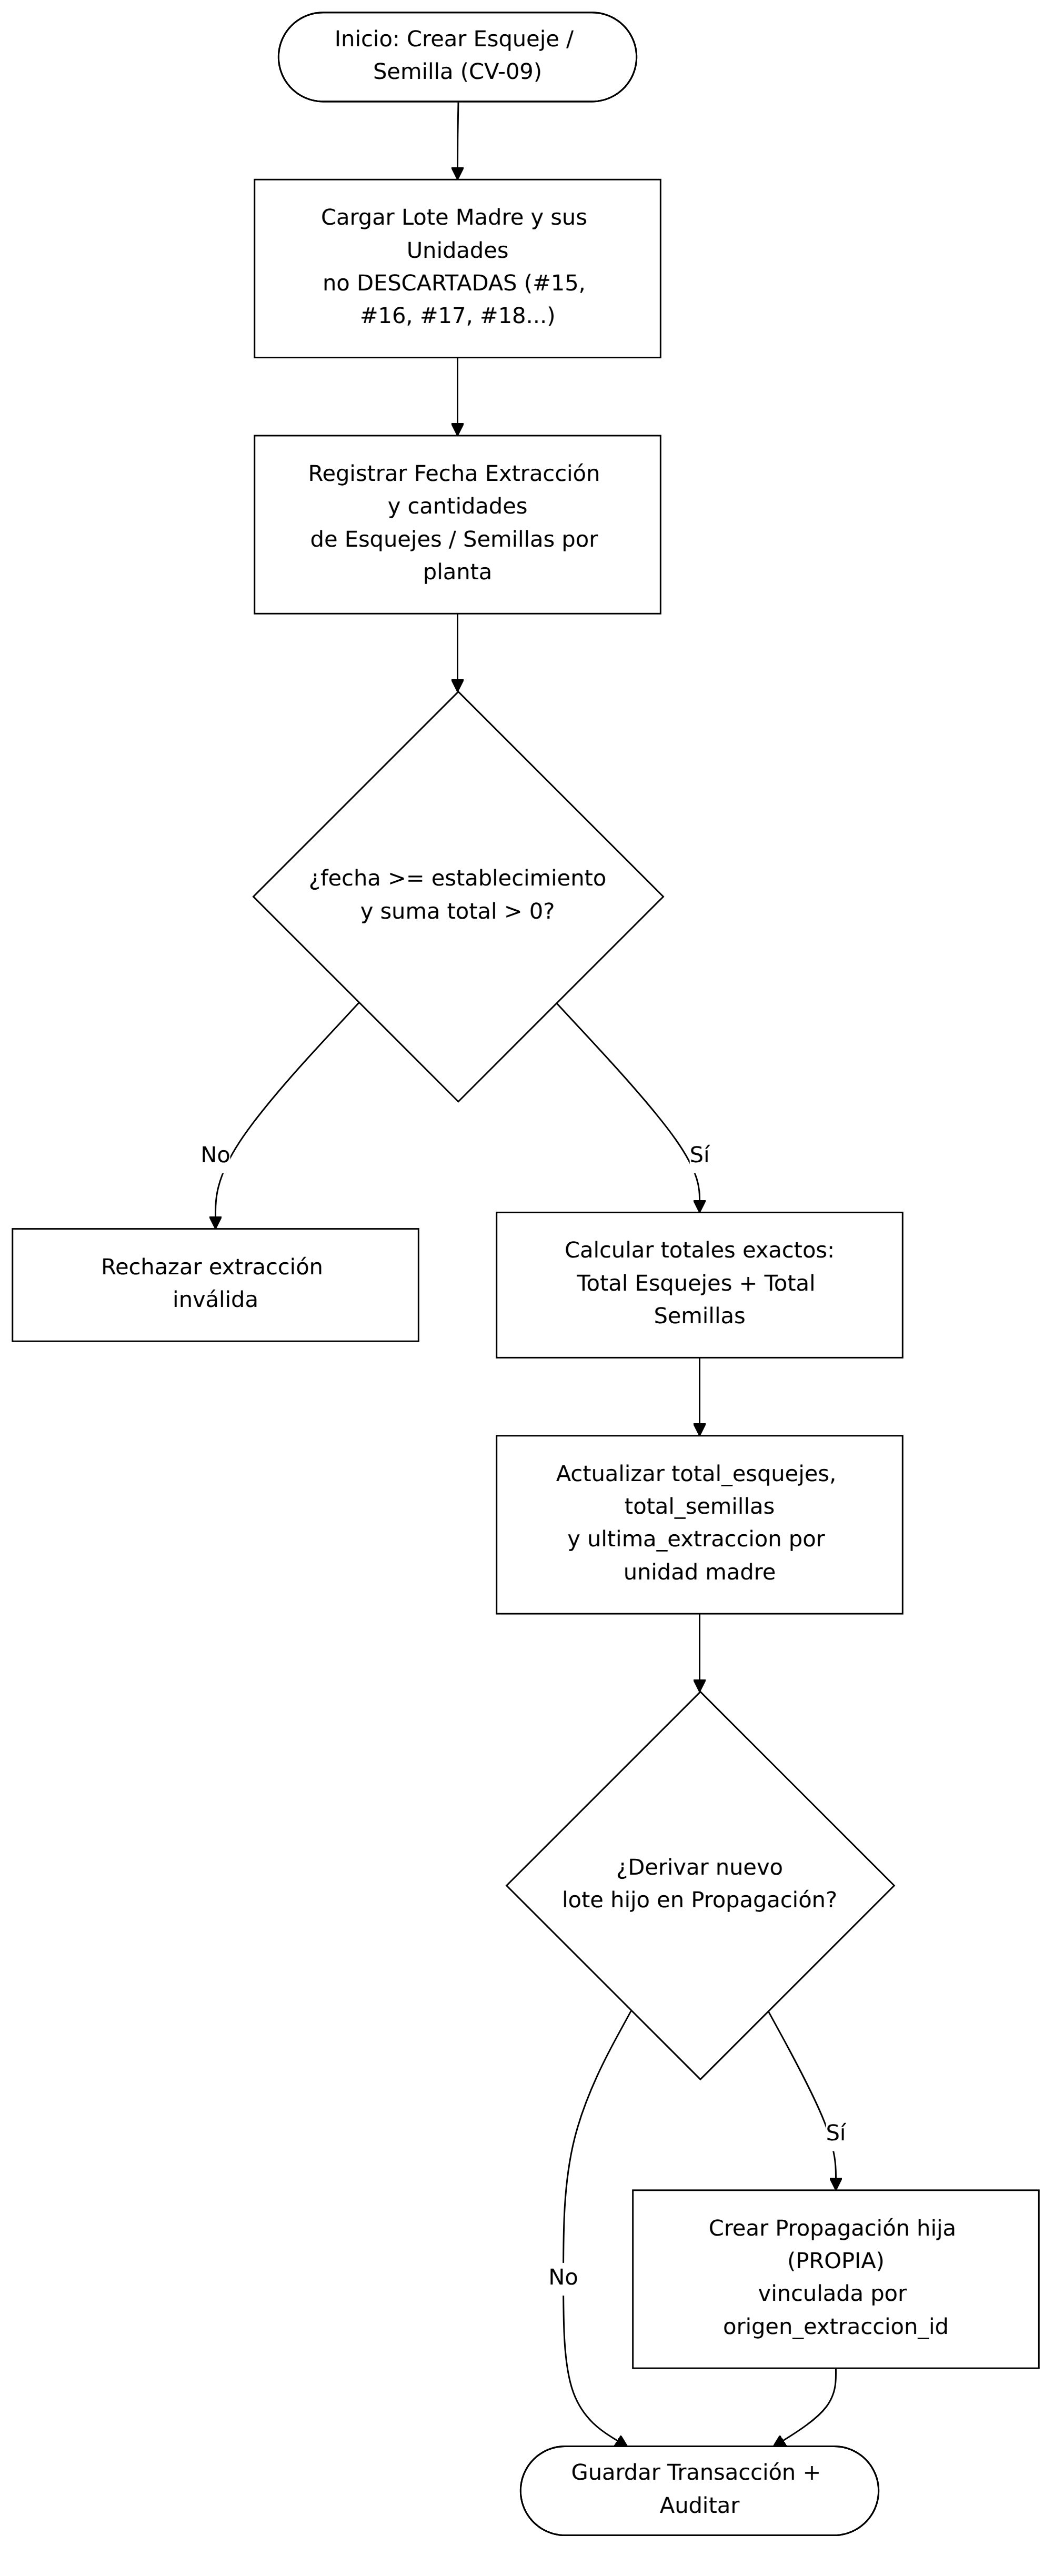 Inicio: Crear Esqueje /
Semilla (CV-09)
Cargar Lote Madre y sus
Unidades
no DESCARTADAS (#15,
#16, #17, #18...)
Registrar Fecha Extracción
y cantidades
de Esquejes / Semillas por
planta
¿fecha >= establecimiento
y suma total > 0?
No
Sí
Rechazar extracción
inválida
Calcular totales exactos:
Total Esquejes + Total
Semillas
Actualizar total_esquejes,
total_semillas
y ultima_extraccion por
unidad madre
¿Derivar nuevo
lote hijo en Propagación?
Sí
Crear Propagación hija
(PROPIA)
vinculada por
origen_extraccion_id
No
Guardar Transacción +
Auditar